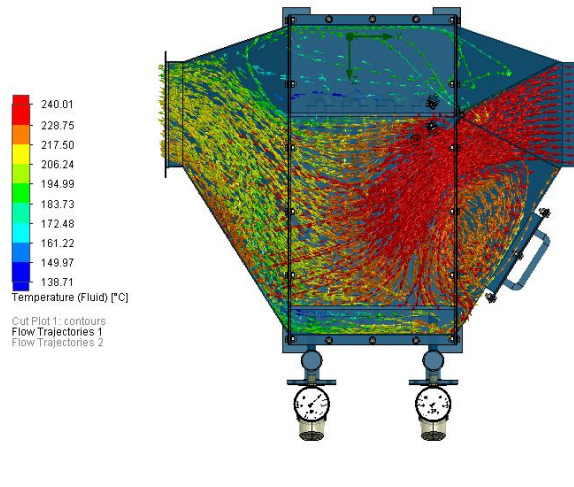 240.01
228.75
217.50
206.24
194.99
183.73
172.48
161.22
149.97
138.71
Temperature (Fluid) [°C]
Cut Plot 1: contours
Flow Trajectories 1
Flow Trajectories 2